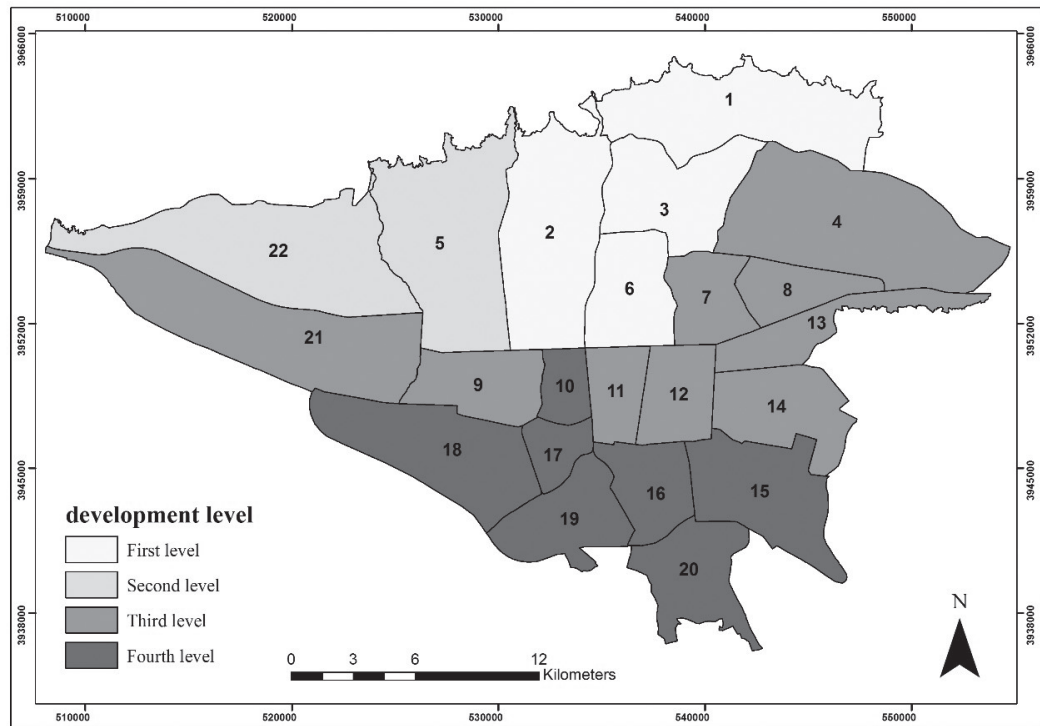 510000 520000 530000 540000 550000
3966000 3966000
1
3959000 3959000
3
4
5 2
22
6
7 8
3952000 3952000
13
21
9 10 11 12
14
18 17
3945000 3945000
16 15
19
development level
First level
20
Second level
N
Third level
3938000 3938000
Fourth level
0 3 6 12
Kilometers
510000 520000 530000 540000 550000